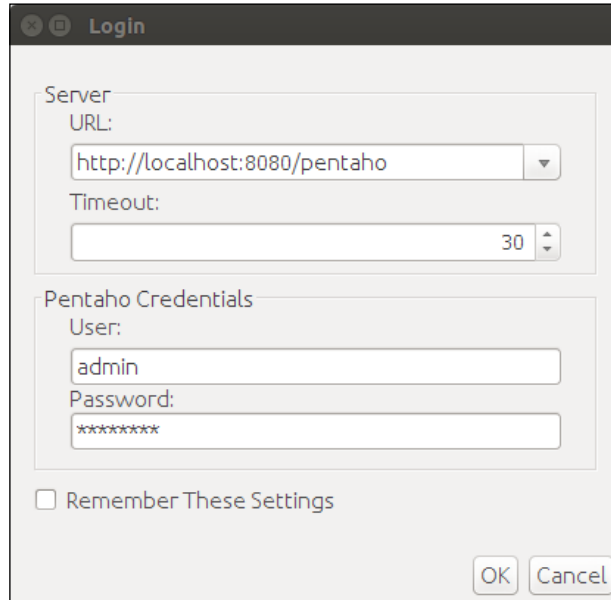 Login
Server
URL:
http://localhost:8080/pentaho
Timeout:
30
Pentaho Credentials
User:
admin
Password:
********
Remember These Settings
OK Cancel